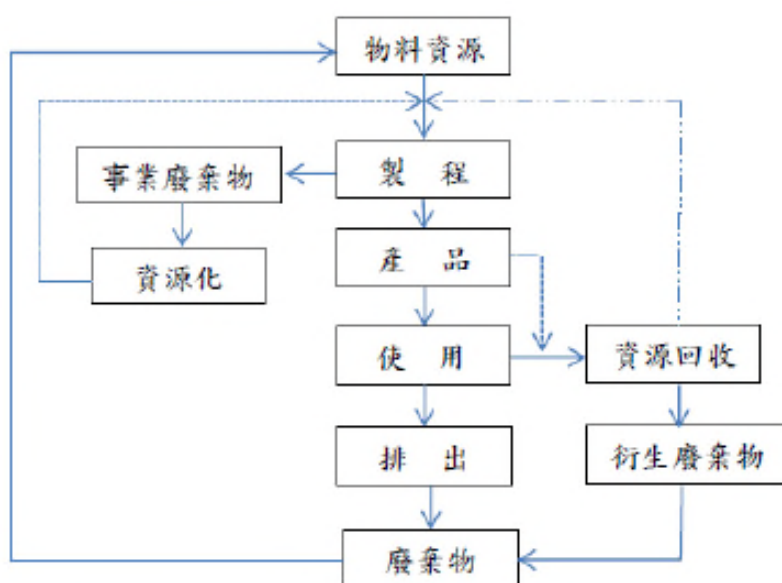 物料資源
製 程
事業廢棄物
產 品
資源化
使 用
資源回收
排 出
衍生廢棄物
廢棄物